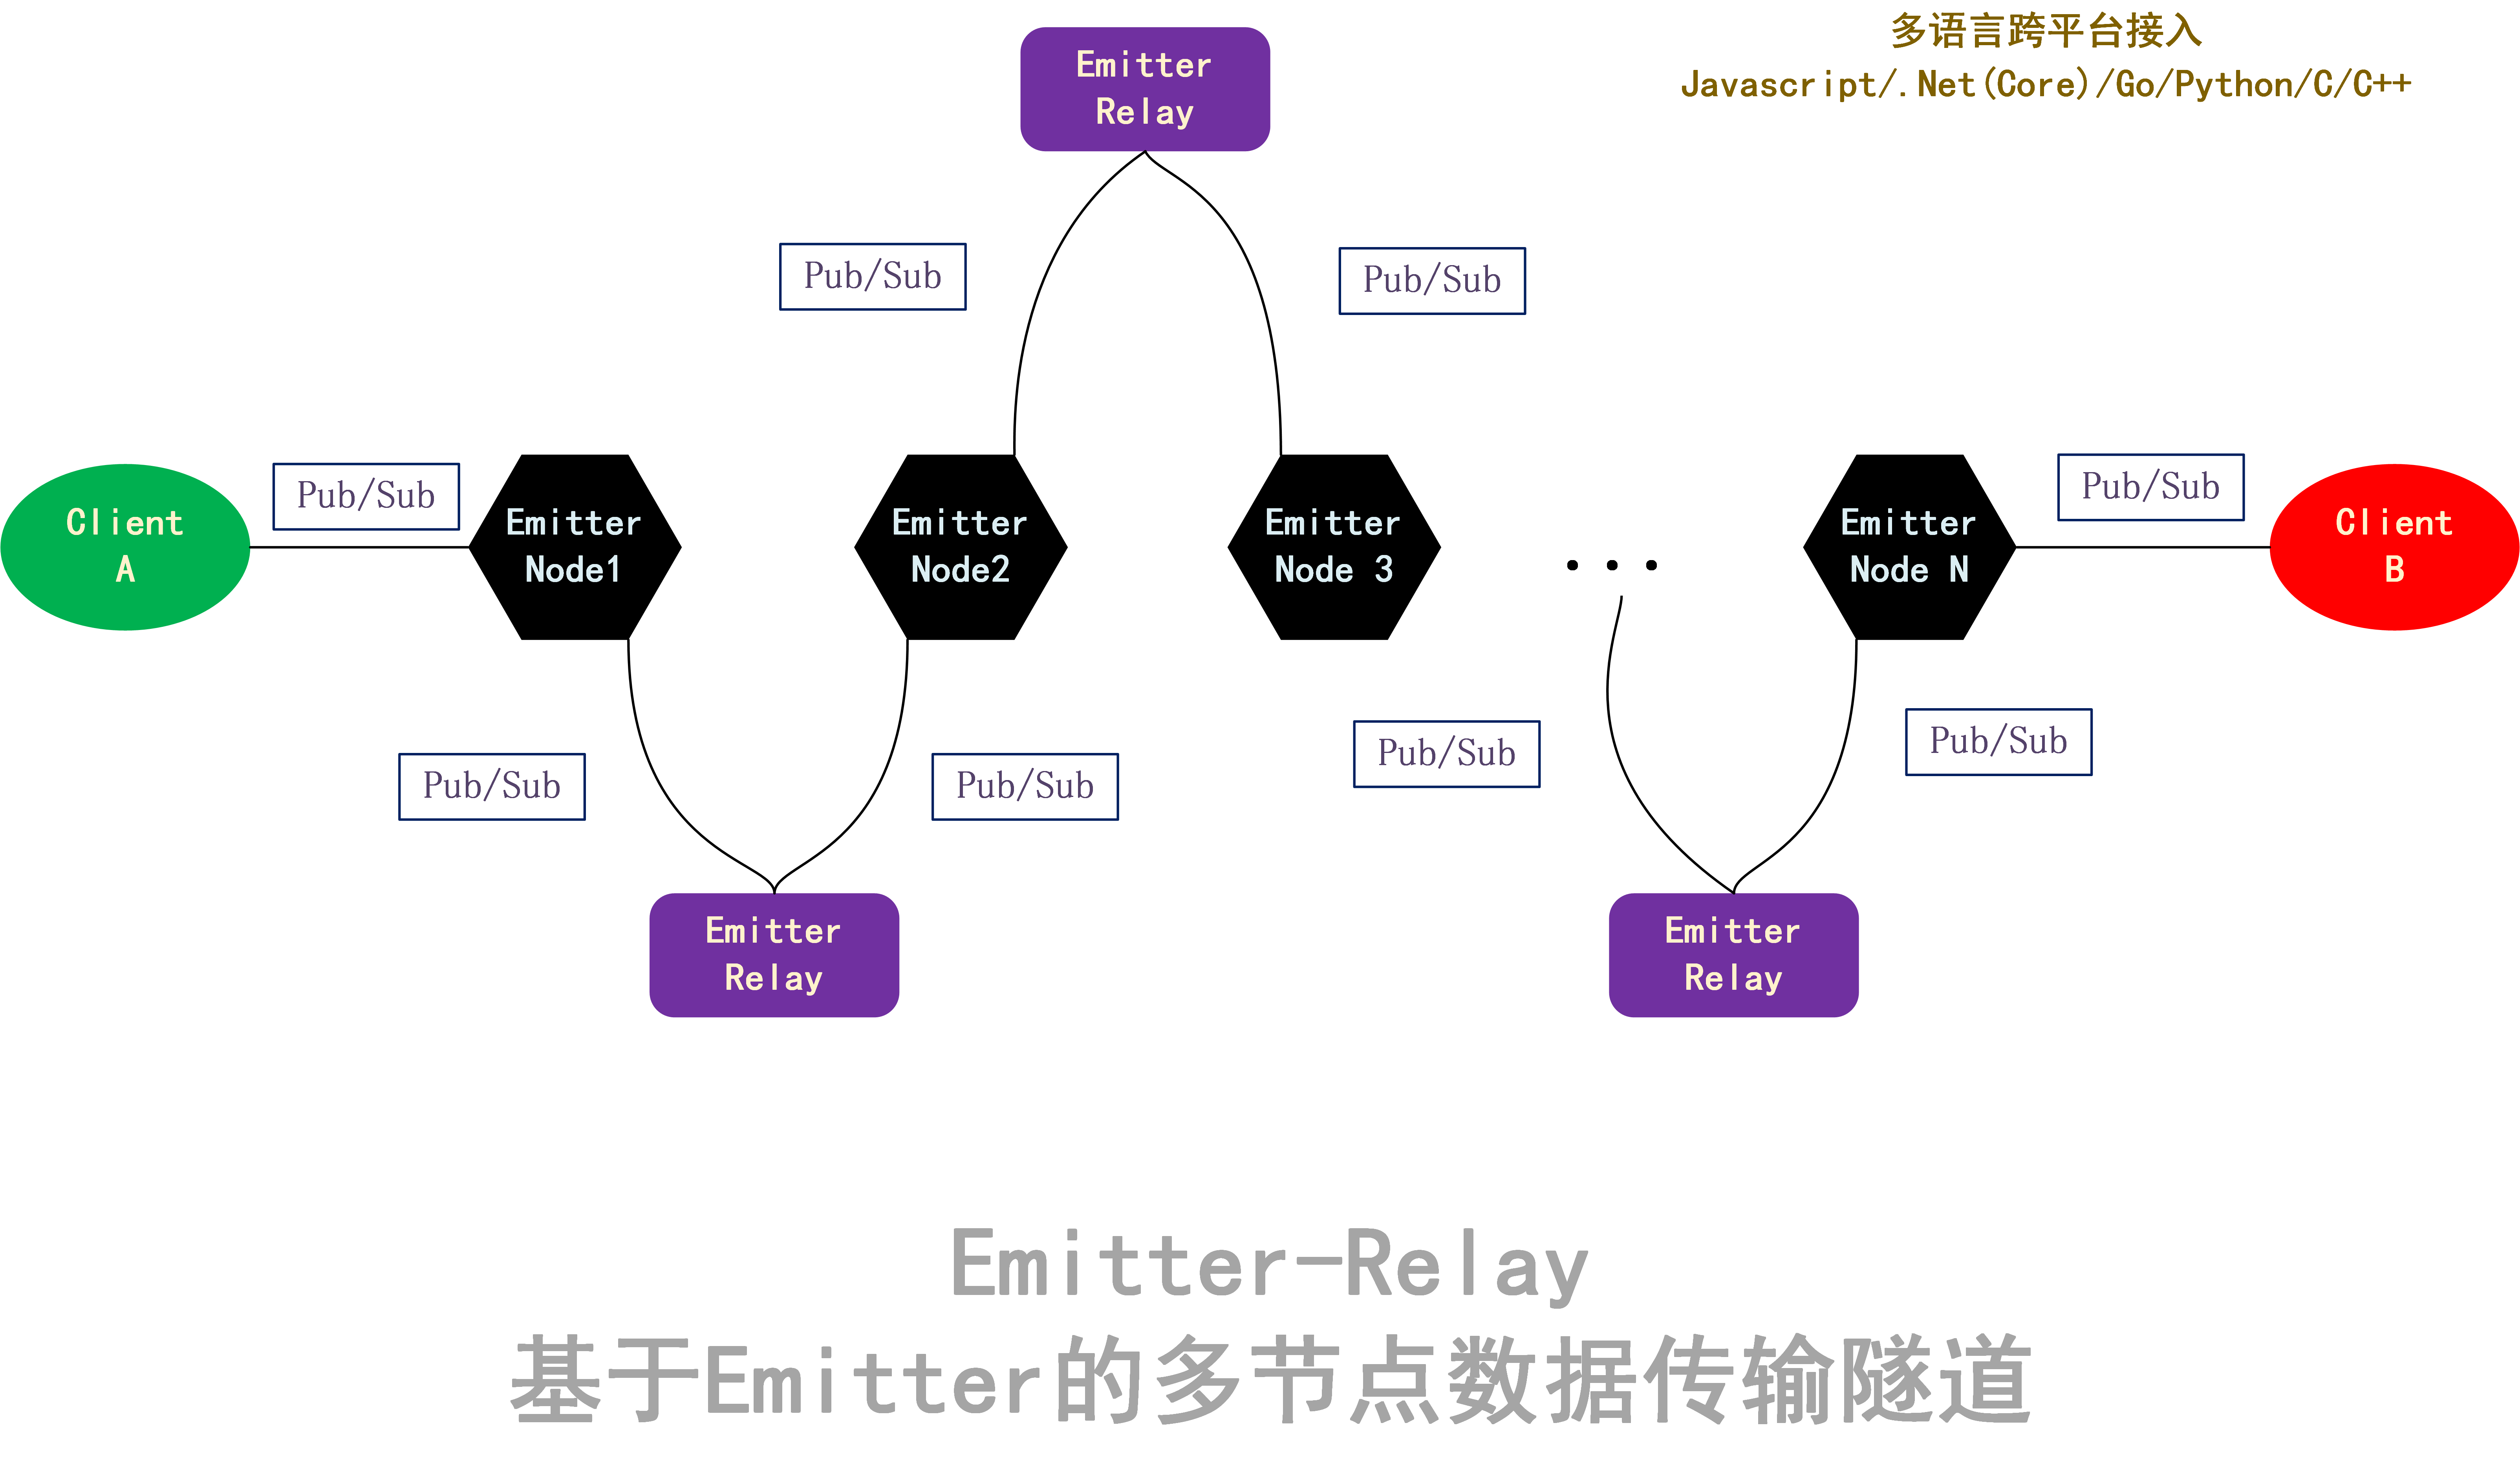 多语言跨平台接入
Javascript/.Net(Core)/Go/Python/C/C++
Emitter
Relay
Pub/Sub
Pub/Sub
Client
A
Pub/Sub
Emitter
Node1
Emitter
Node2
Emitter
Node 3
...
Emitter
Node N
Pub/Sub
Client
B
Pub/Sub
Pub/Sub
Pub/Sub
Pub/Sub
Emitter
Relay
Emitter
Relay
Emitter-Relay
基于Emitter的多节点数据传输隧道